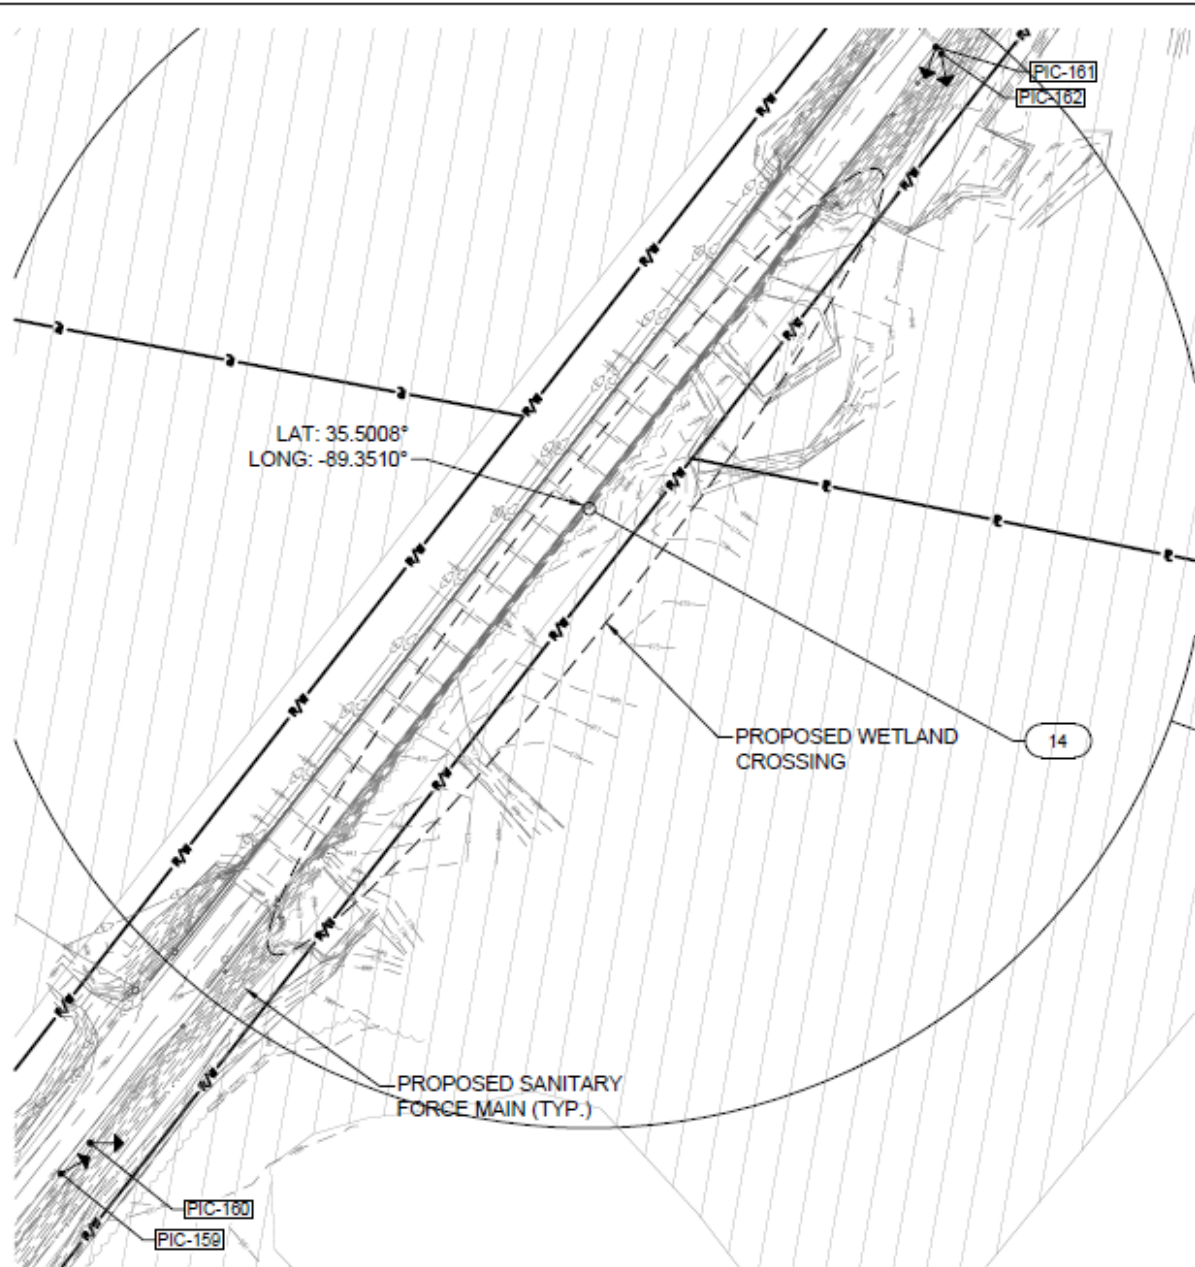 PIC-161
PIC-162
R/W
R/W
R/W
R/W
R/W
R/W
LAT: 35.5008°
LONG: -89.3510°
R/W
R/W
R/W
PROPOSED WETLAND
CROSSING
14
R/W
R/W
R/W
R/W
R/W
PROPOSED SANITARY
FORCE MAIN (TYP.)
R/W
PIC-160
PIC-159
R/W